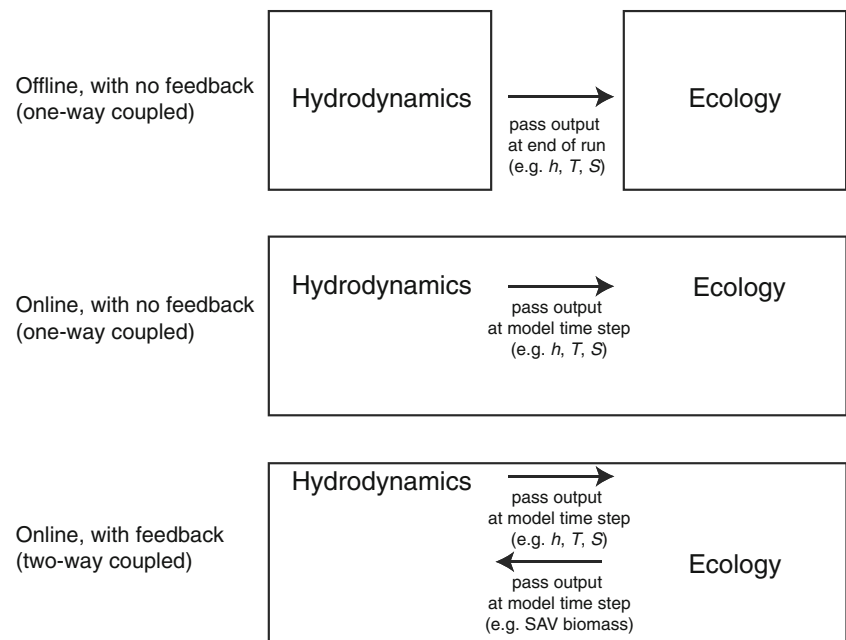 Offline, with no feedback
(one-way coupled)
Hydrodynamics
pass output
at end of run
(e.g. h, T, S)
Ecology
Online, with no feedback
(one-way coupled)
Hydrodynamics
pass output
at model time step
(e.g. h, T, S)
Ecology
Online, with feedback
(two-way coupled)
Hydrodynamics
pass output
at model time step
(e.g. h, T, S)
pass output
at model time step
(e.g. SAV biomass)
Ecology